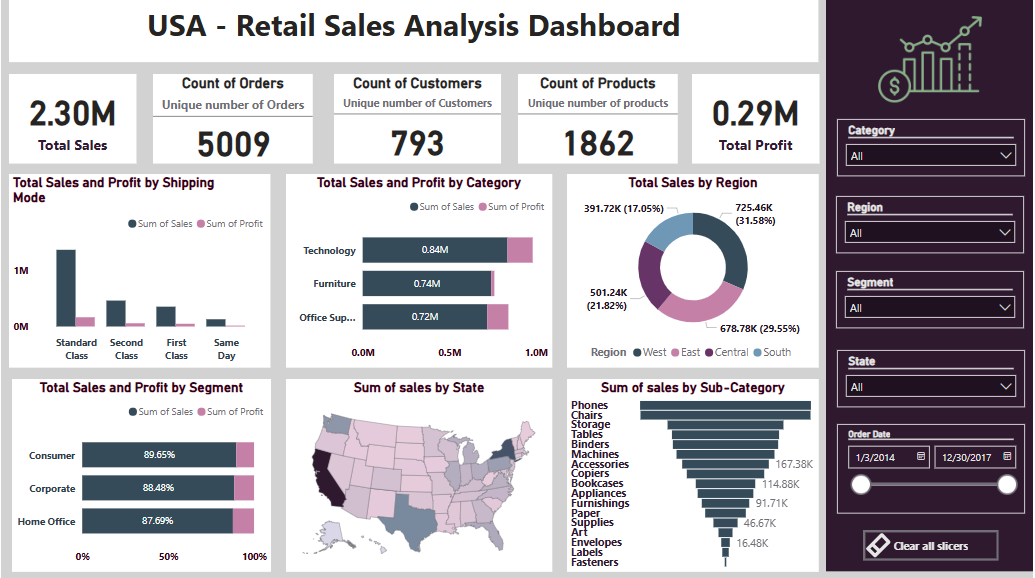 USA - Retail Sales Analysis Dashboard
2.30M
Total Sales
Count of Orders
Unique number of Orders
5009
Count of Customers
Unique number of Customers
793
Count of Products
Unique number of products
1862
0.29M
Total Profit
Total Sales and Profit by Shipping
Mode
Sum of Sales Sum of Profit
1M
0M
Standard
Class
Second
Class
First
Class
Same
Day
Total Sales and Profit by Category
Sum of Sales Sum of Profit
Technology 0.84M
Furniture 0.74M
Office Sup... 0.72M
0.0M 0.5M 1.0M
Total Sales by Region
391.72K (17.05%)
725.46K
(31.58%)
501.24K
(21.82%)
678.78K (29.55%)
Region West East Central South
Total Sales and Profit by Segment
Sum of Sales Sum of Profit
Consumer 89.65%
Corporate 88.48%
Home Office 87.69%
0% 50% 100%
Sum of sales by State
Sum of sales by Sub-Category
Phones
Chairs
Storage
Tables
Binders
Machines
Accessories 167.38K
Copiers
Bookcases 114.88K
Appliances
Furnishings 91.71K
Paper
Supplies 46.67K
Art
Envelopes 16.48K
Labels
Fasteners
$
Category
All
Region
All
Segment
All
State
All
Order Date
1/3/2014 12/30/2017
Clear all slicers